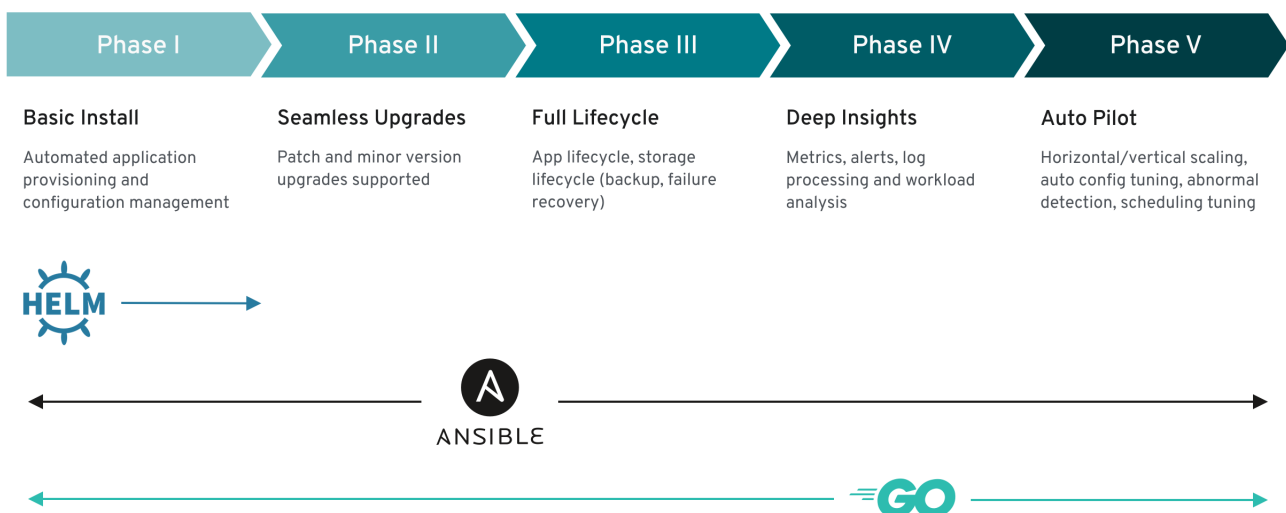 Phase I
Phase II
Phase III
Phase IV
Phase V
Basic Install
Automated application
provisioning and
configuration management
Seamless Upgrades
Patch and minor version
upgrades supported
Full Lifecycle
App lifecycle, storage
lifecycle (backup, failure
recovery)
Deep Insights
Metrics, alerts, log
processing and workload
analysis
Auto Pilot
Horizontal/vertical scaling,
auto config tuning, abnormal
detection, scheduling tuning
HELM
ANSIBLE
GO